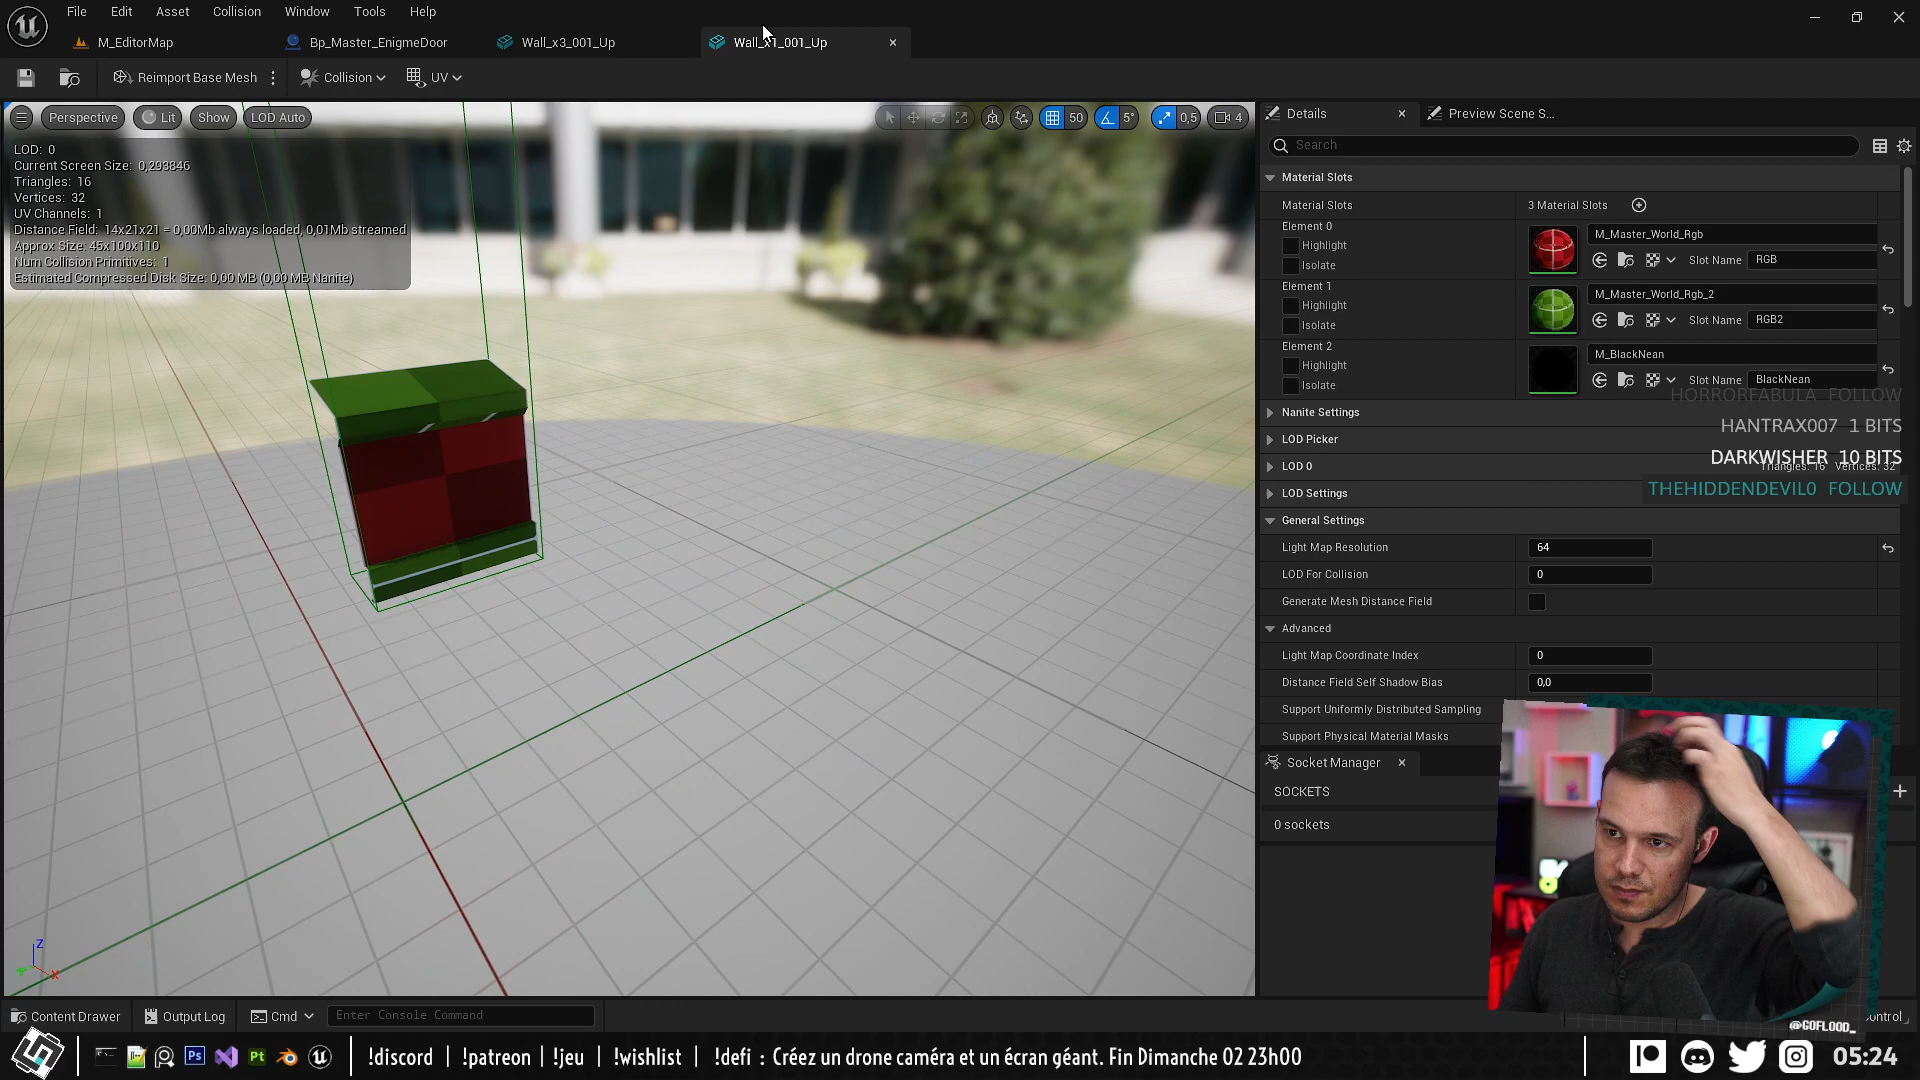 File Edit Asset Collision Window Tools Help
M_EditorMap Bp_Master_EnigmeDoor Wall_x3_001_Up Wall_x1_001_Up
Reimport Base Mesh Collision UV
Perspective Lit Show LOD Auto 50 5° 0,5 4
LOD: 0
Current Screen Size: 0,293846
Triangles: 16
Vertices: 32
UV Channels: 1
Distance Field: 14x21x21 = 0,00Mb always loaded, 0,01Mb streamed
Approx Size: 45x100x110
Num Collision Primitives: 1
Estimated Compressed Disk Size: 0,00 MB (0,00 MB Nanite)
Z
X
Details Preview Scene S...
Search
Material Slots
Material Slots 3 Material Slots
Element 0 M_Master_World_Rgb
Highlight
Isolate Slot Name RGB
Element 1 M_Master_World_Rgb_2
Highlight
Isolate Slot Name RGB2
Element 2 M_BlackNean
Highlight
Isolate Slot Name BlackNean
HORRORFABULA FOLLOW
Nanite Settings
HANTRAX007 1 BITS
LOD Picker
DARKWISHER 10 BITS
LOD 0 Triangles: 16 Vertices: 32
THEHIDDENDEVIL0 FOLLOW
LOD Settings
General Settings
Light Map Resolution 64
LOD For Collision 0
Generate Mesh Distance Field
Advanced
Light Map Coordinate Index 0
Distance Field Self Shadow Bias 0,0
Support Uniformly Distributed Sampling
Support Physical Material Masks
Socket Manager
SOCKETS
0 sockets
@GOFLOOD_
Content Drawer Output Log Cmd Enter Console Command ontrol
Ps Pt !discord | !patreon | !jeu | !wishlist | !defi : Créez un drone caméra et un écran géant. Fin Dimanche 02 23h00 05:24